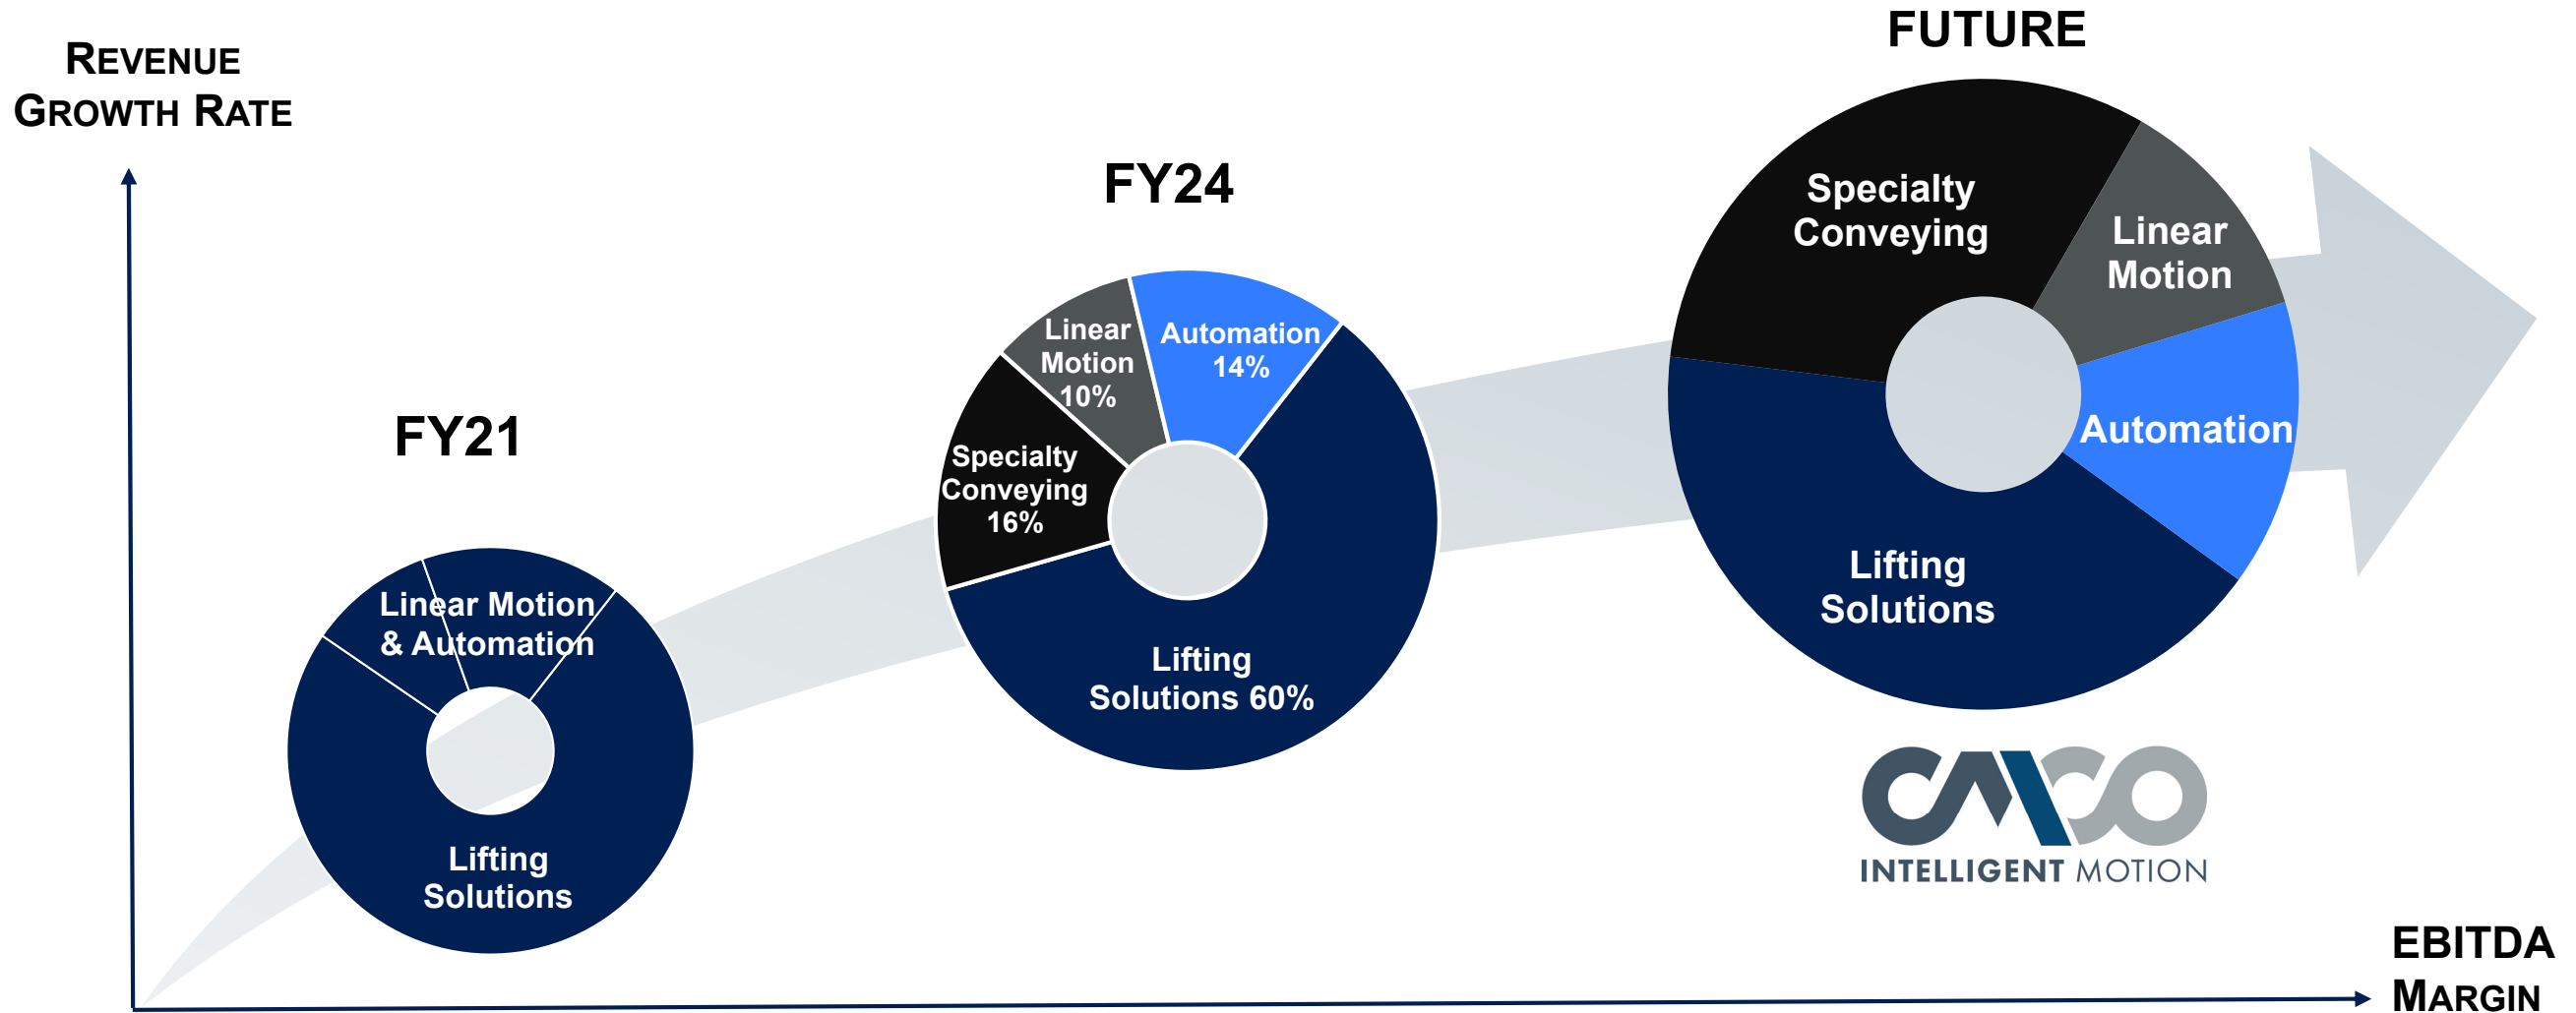 REVENUE
GROWTH RATE
FY21
Linear Motion
& Automation
Lifting
Solutions
FY24
Linear
Motion
10%
Automation
14%
Specialty
Conveying
16%
Lifting
Solutions 60%
FUTURE
Specialty
Conveying
Linear
Motion
Automation
Lifting
Solutions
CMCO
INTELLIGENT MOTION
EBITDA
MARGIN